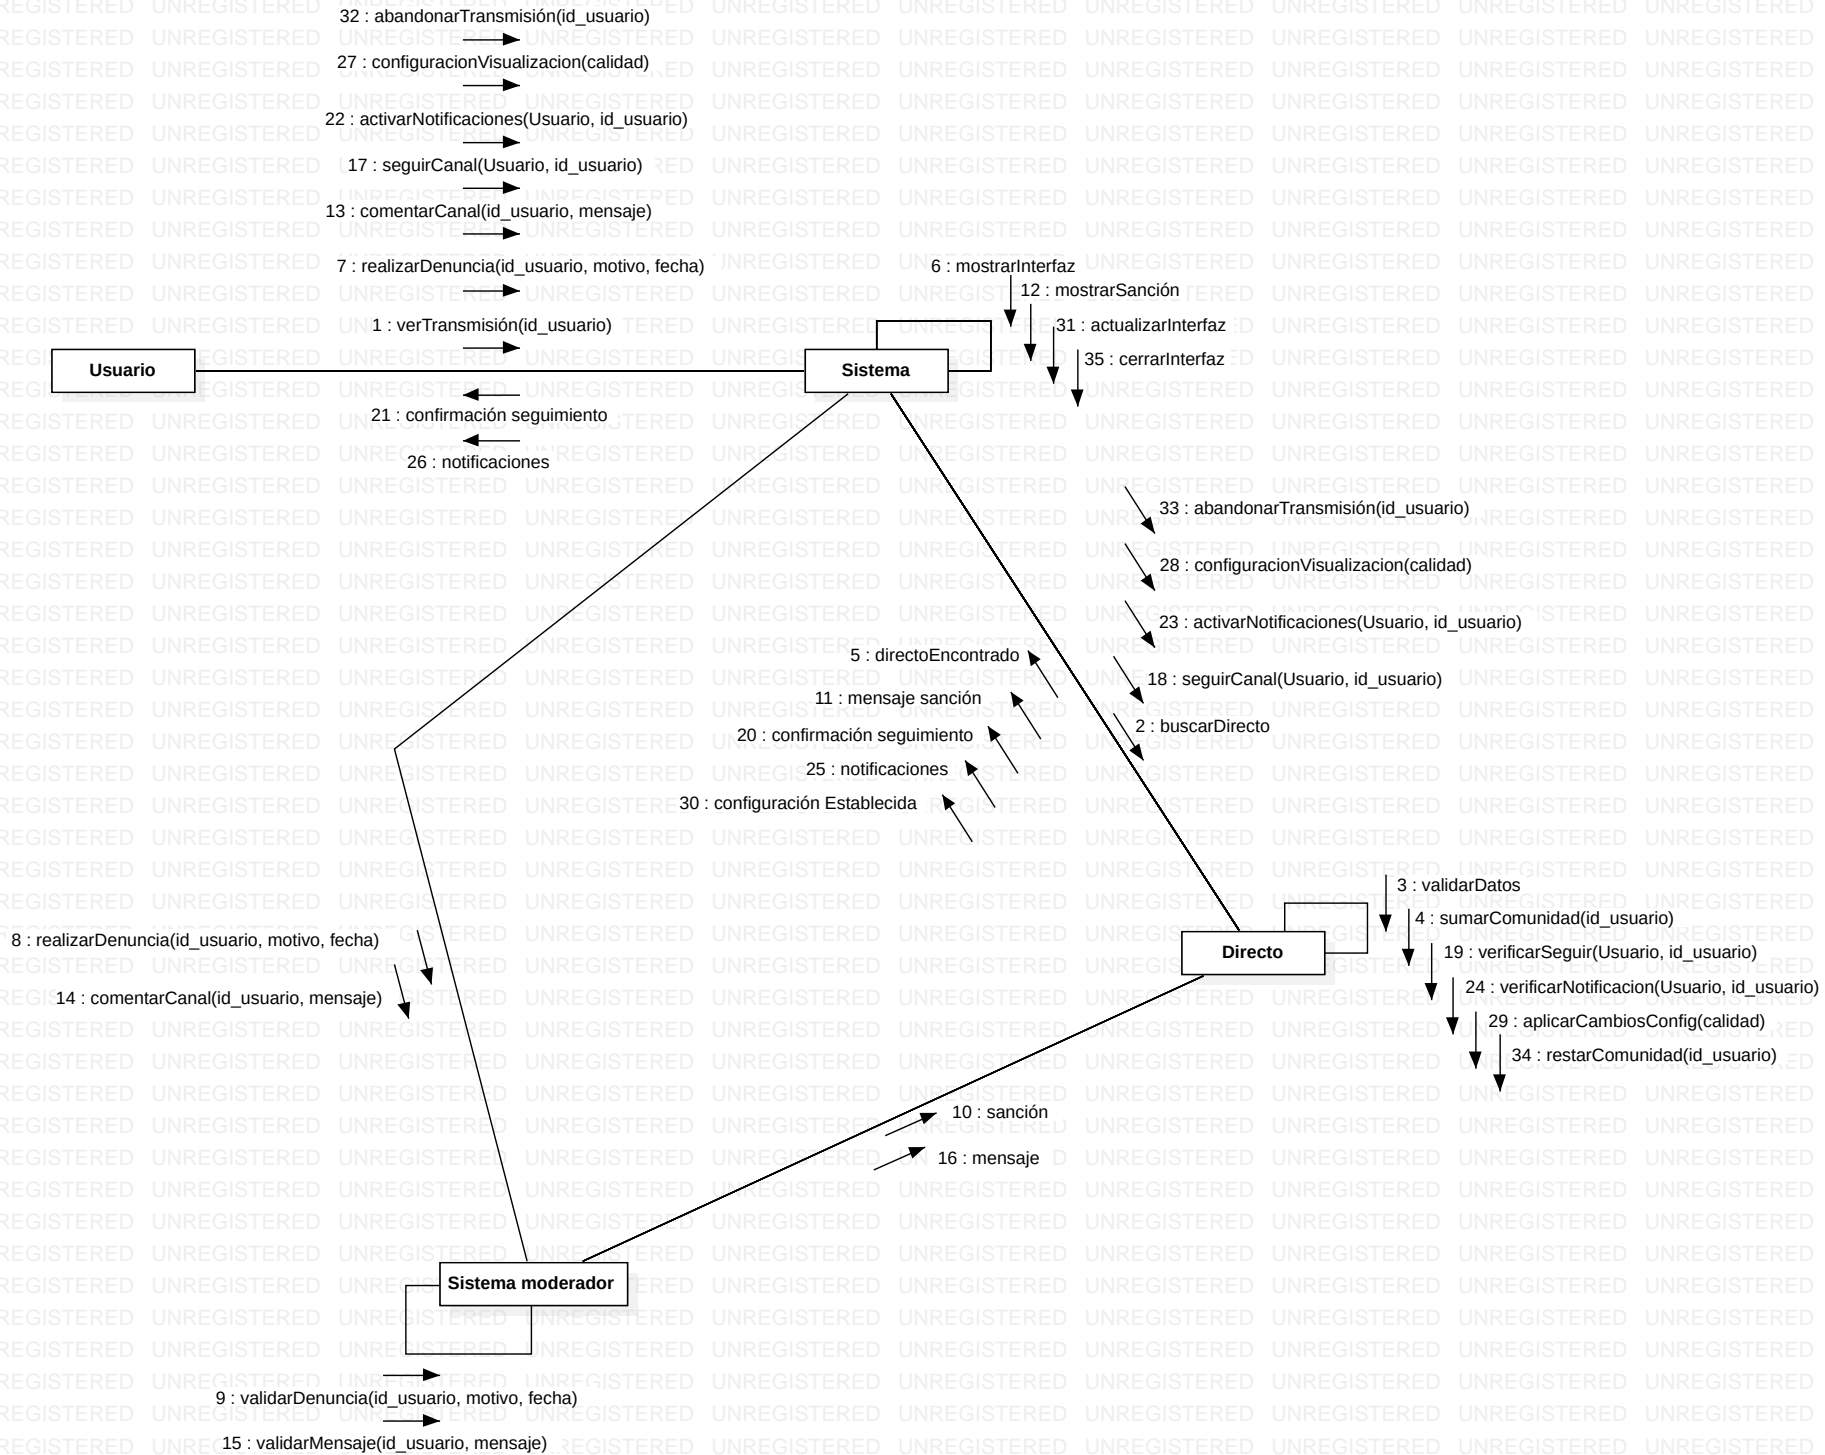 32 : abandonarTransmisión(id_usuario)
27 : configuracionVisualizacion(calidad)
22 : activarNotificaciones(Usuario, id_usuario)
17 : seguirCanal(Usuario, id_usuario)
13 : comentarCanal(id_usuario, mensaje)
7 : realizarDenuncia(id_usuario, motivo, fecha)
1 : verTransmisión(id_usuario)
6 : mostrarInterfaz
12 : mostrarSanción
31 : actualizarInterfaz
35 : cerrarInterfaz
Usuario
Sistema
21 : confirmación seguimiento
26 : notificaciones
33 : abandonarTransmisión(id_usuario)
28 : configuracionVisualizacion(calidad)
23 : activarNotificaciones(Usuario, id_usuario)
18 : seguirCanal(Usuario, id_usuario)
2 : buscarDirecto
5 : directoEncontrado
11 : mensaje sanción
20 : confirmación seguimiento
25 : notificaciones
30 : configuración Establecida
3 : validarDatos
4 : sumarComunidad(id_usuario)
19 : verificarSeguir(Usuario, id_usuario)
24 : verificarNotificacion(Usuario, id_usuario)
29 : aplicarCambiosConfig(calidad)
34 : restarComunidad(id_usuario)
Directo
8 : realizarDenuncia(id_usuario, motivo, fecha)
14 : comentarCanal(id_usuario, mensaje)
10 : sanción
16 : mensaje
Sistema moderador
9 : validarDenuncia(id_usuario, motivo, fecha)
15 : validarMensaje(id_usuario, mensaje)
UNREGISTERED